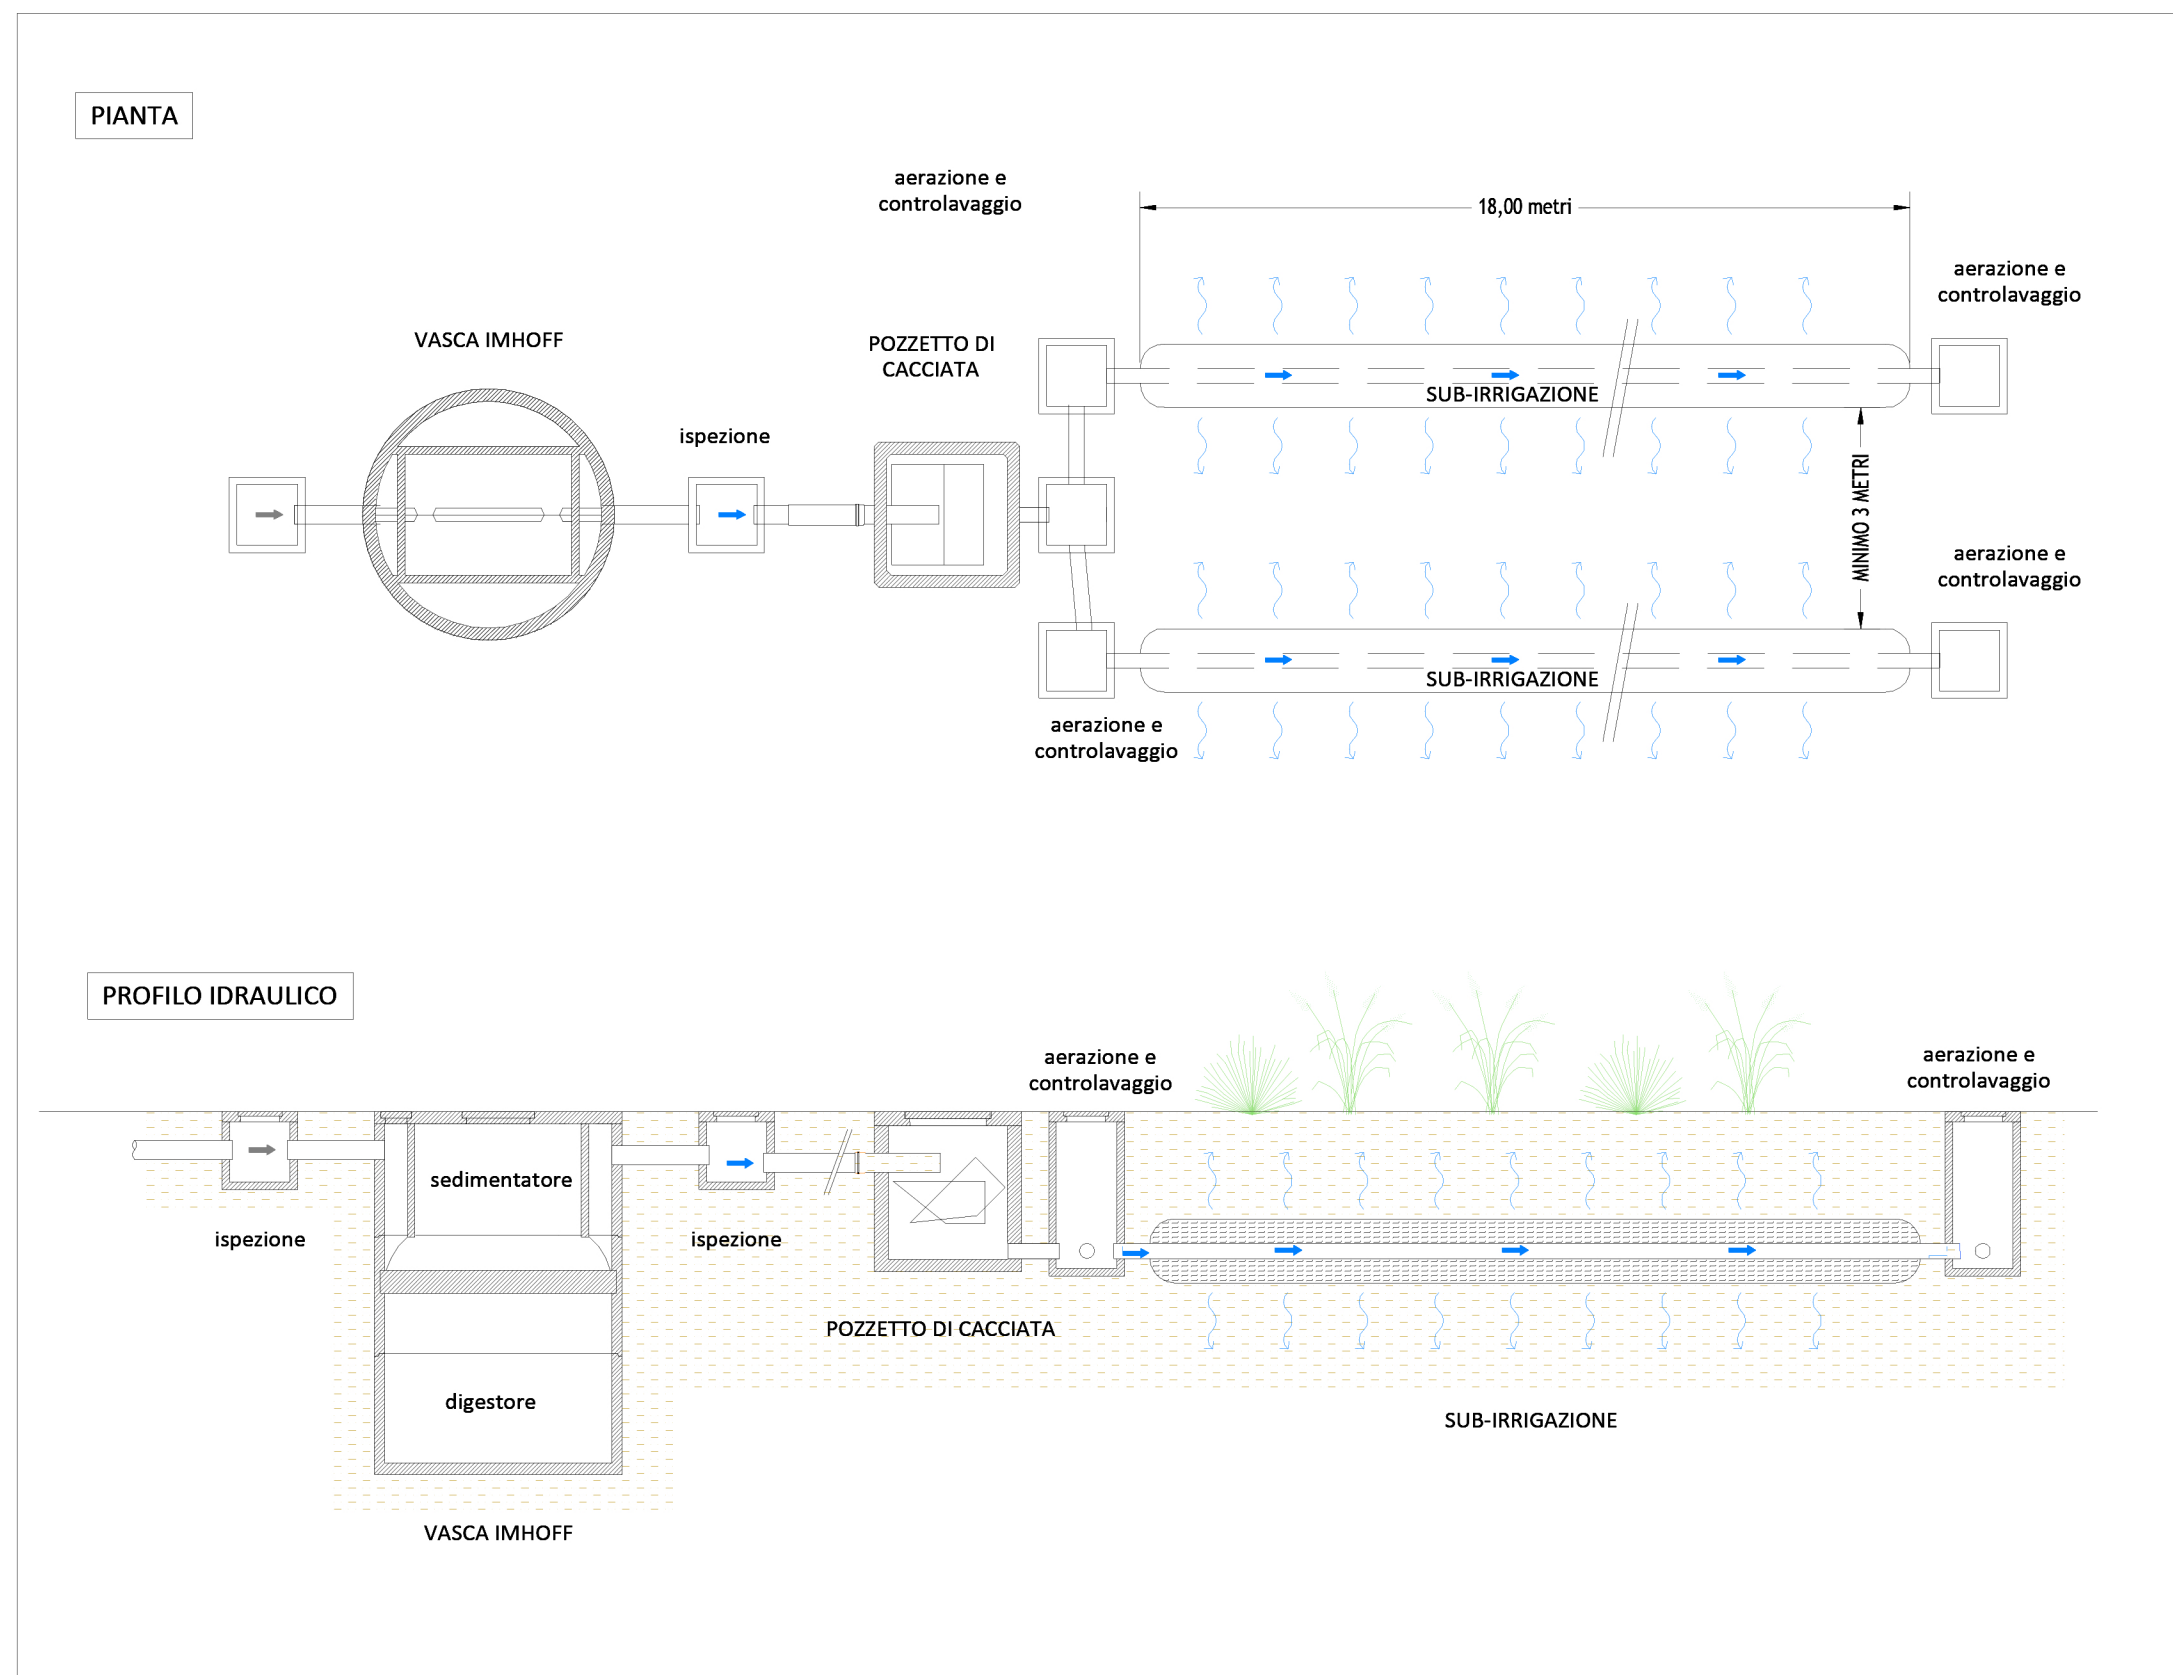 PIANTA
aerazione e
controlavaggio
18,00 metri
aerazione e
controlavaggio
VASCA IMHOFF
POZZETTO DI
CACCIATA
SUB-IRRIGAZIONE
ispezione
MINIMO 3 METRI
aerazione e
controlavaggio
SUB-IRRIGAZIONE
aerazione e
controlavaggio
PROFILO IDRAULICO
aerazione e
controlavaggio
aerazione e
controlavaggio
sedimentatore
ispezione
ispezione
POZZETTO DI CACCIATA
digestore
SUB-IRRIGAZIONE
VASCA IMHOFF